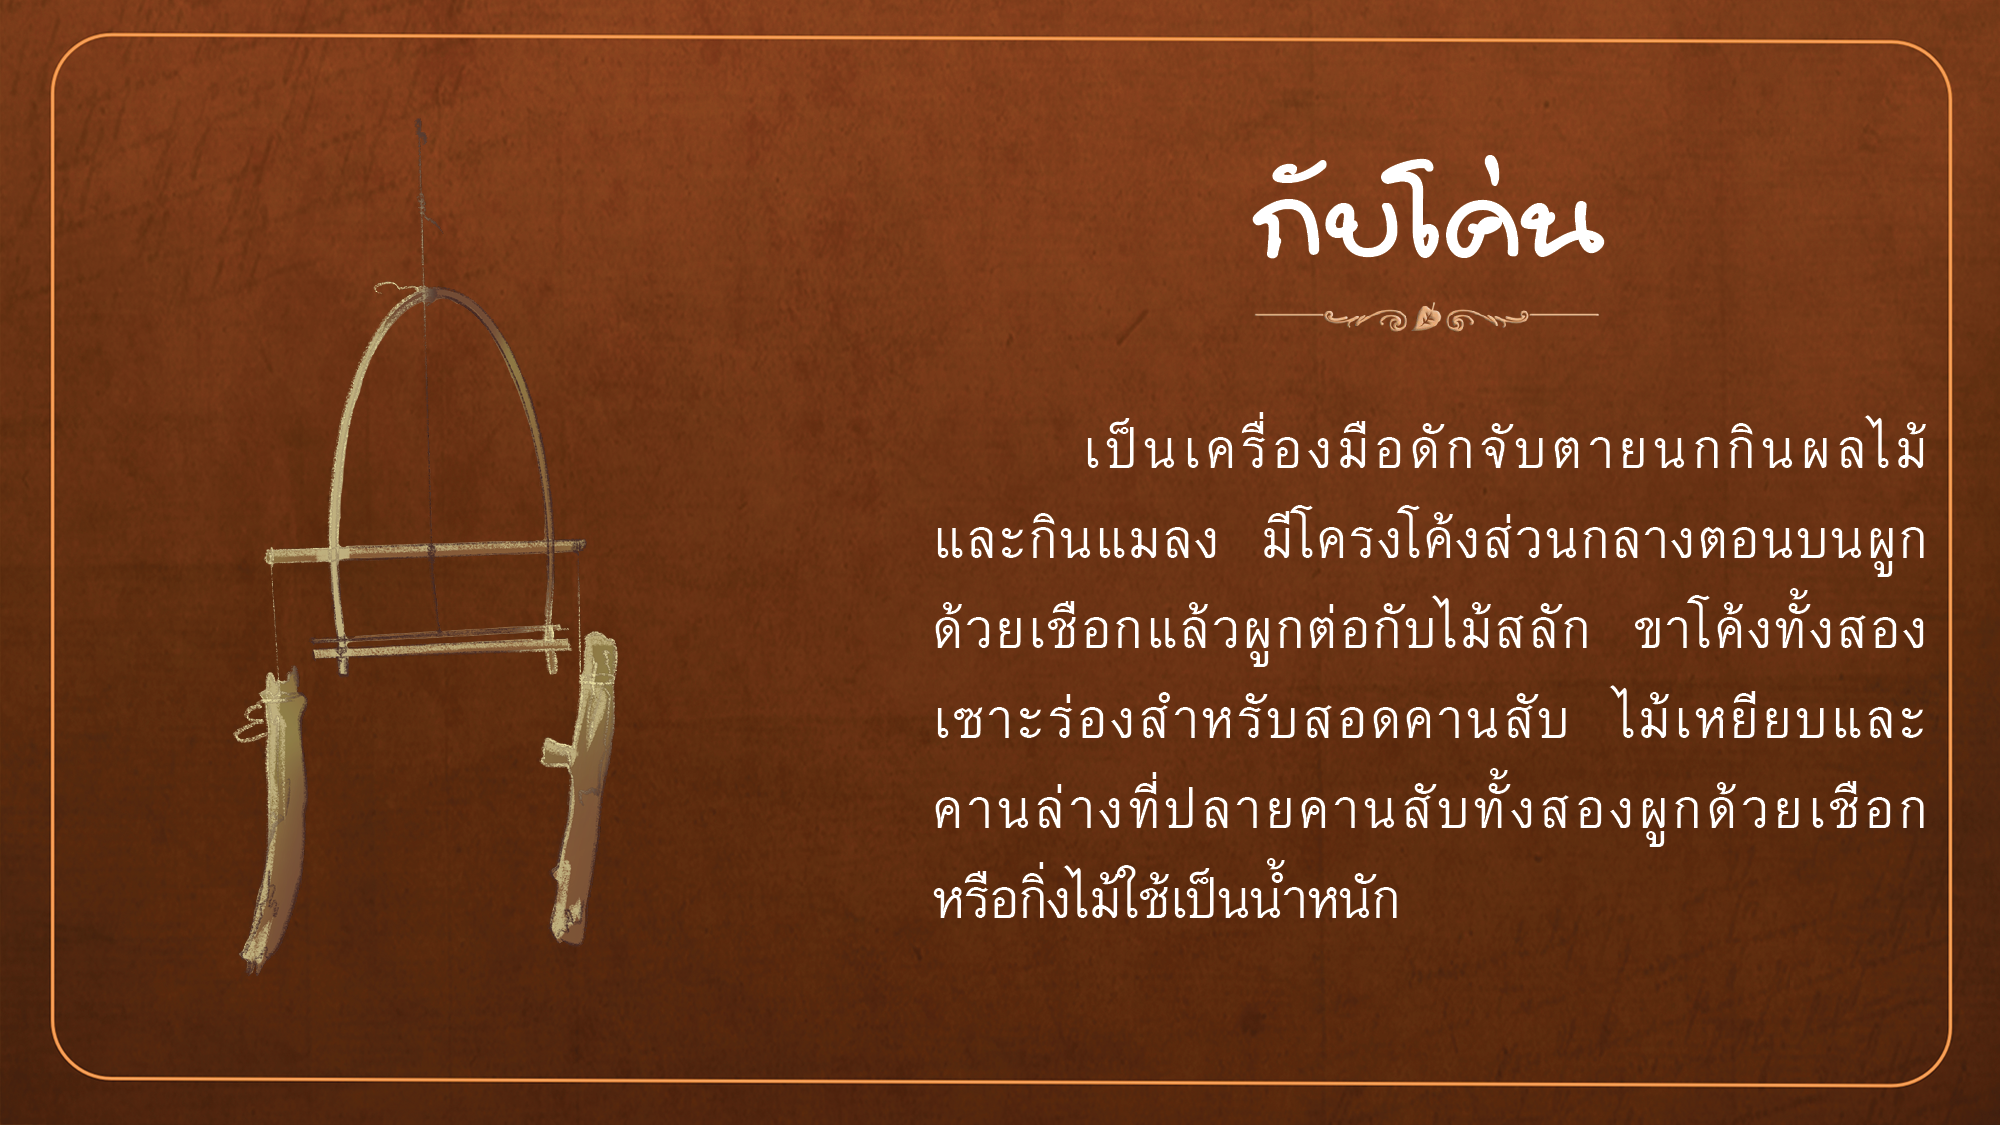 กับโค่น
เป็นเครื่องมือดักจับตายนกกินผลไม้
และกินแมลง มีโครงโค้งส่วนกลางตอนบนผูก
ด้วยเชือกแล้วผูกต่อกับไม้สลัก ขาโค้งทั้งสอง
เซาะร่องสำหรับสอดคานสับ ไม้เหยียบและ
คานล่างที่ปลายคานสับทั้งสองผูกด้วยเชือก
หรือกิ่งไม้ใช้เป็นน้ำหนัก